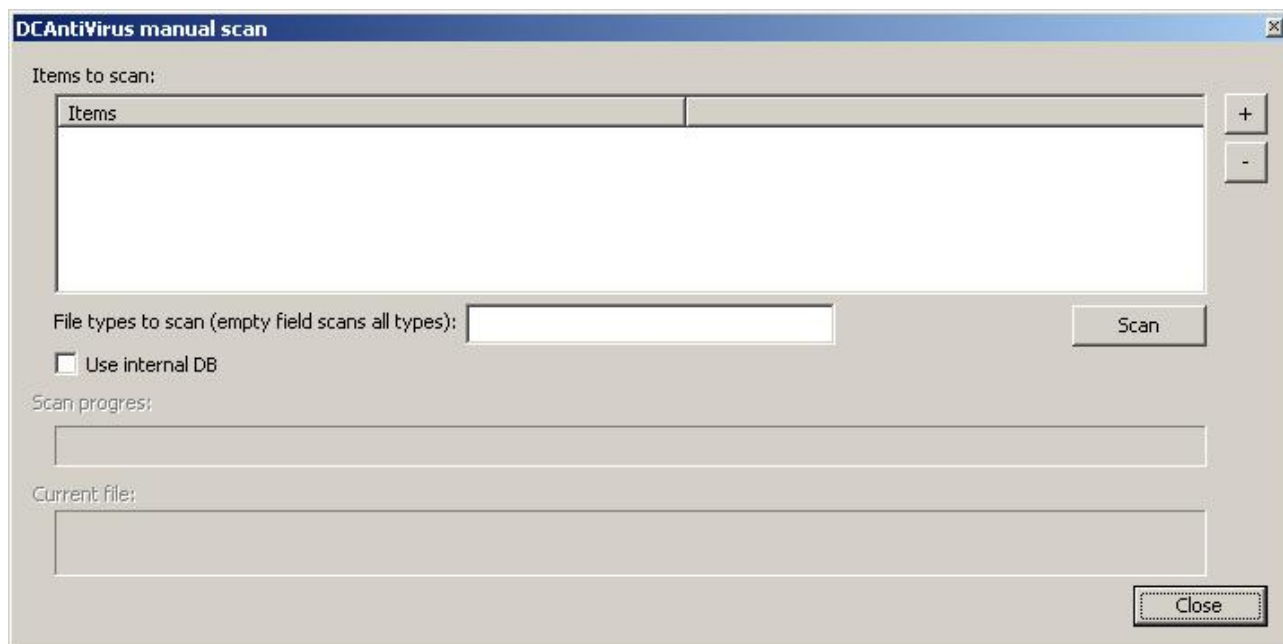 DCAntiVirus manual scan
Items to scan:
Items
+
-
File types to scan (empty field scans all types):
Scan
Use internal DB
Scan progres:
Current file:
Close